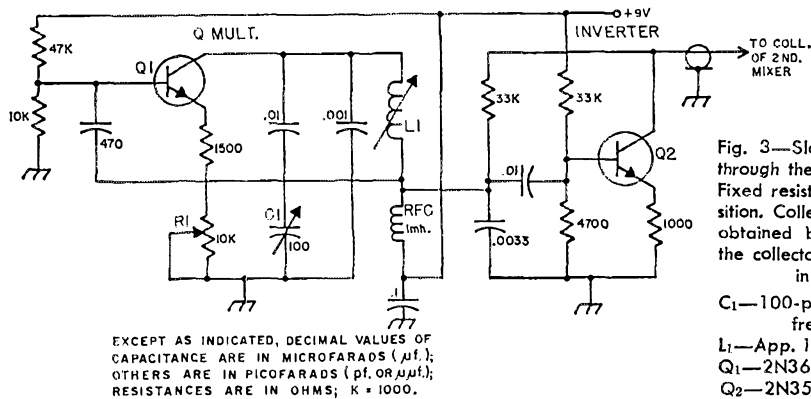 Q MULT.
+9V
INVERTER
TO COLL.
OF 2ND.
MIXER
47K
Q1
10K
470
1500
R1
10K
.01
C1
100
.001
L1
RFC
1mh.
.1
33K
33K
.01
.0033
4700
Q2
1000
EXCEPT AS INDICATED, DECIMAL VALUES OF
CAPACITANCE ARE IN MICROFARADS (μf.);
OTHERS ARE IN PICOFARADS (pf. OR μμf.);
RESISTANCES ARE IN OHMS; K = 1000.
Fig. 3—Slo
through the
Fixed resist
sition. Colle
obtained b
the collecto
in
C1—100-p
fre
L1—App. 1
Q1—2N36
Q2—2N35